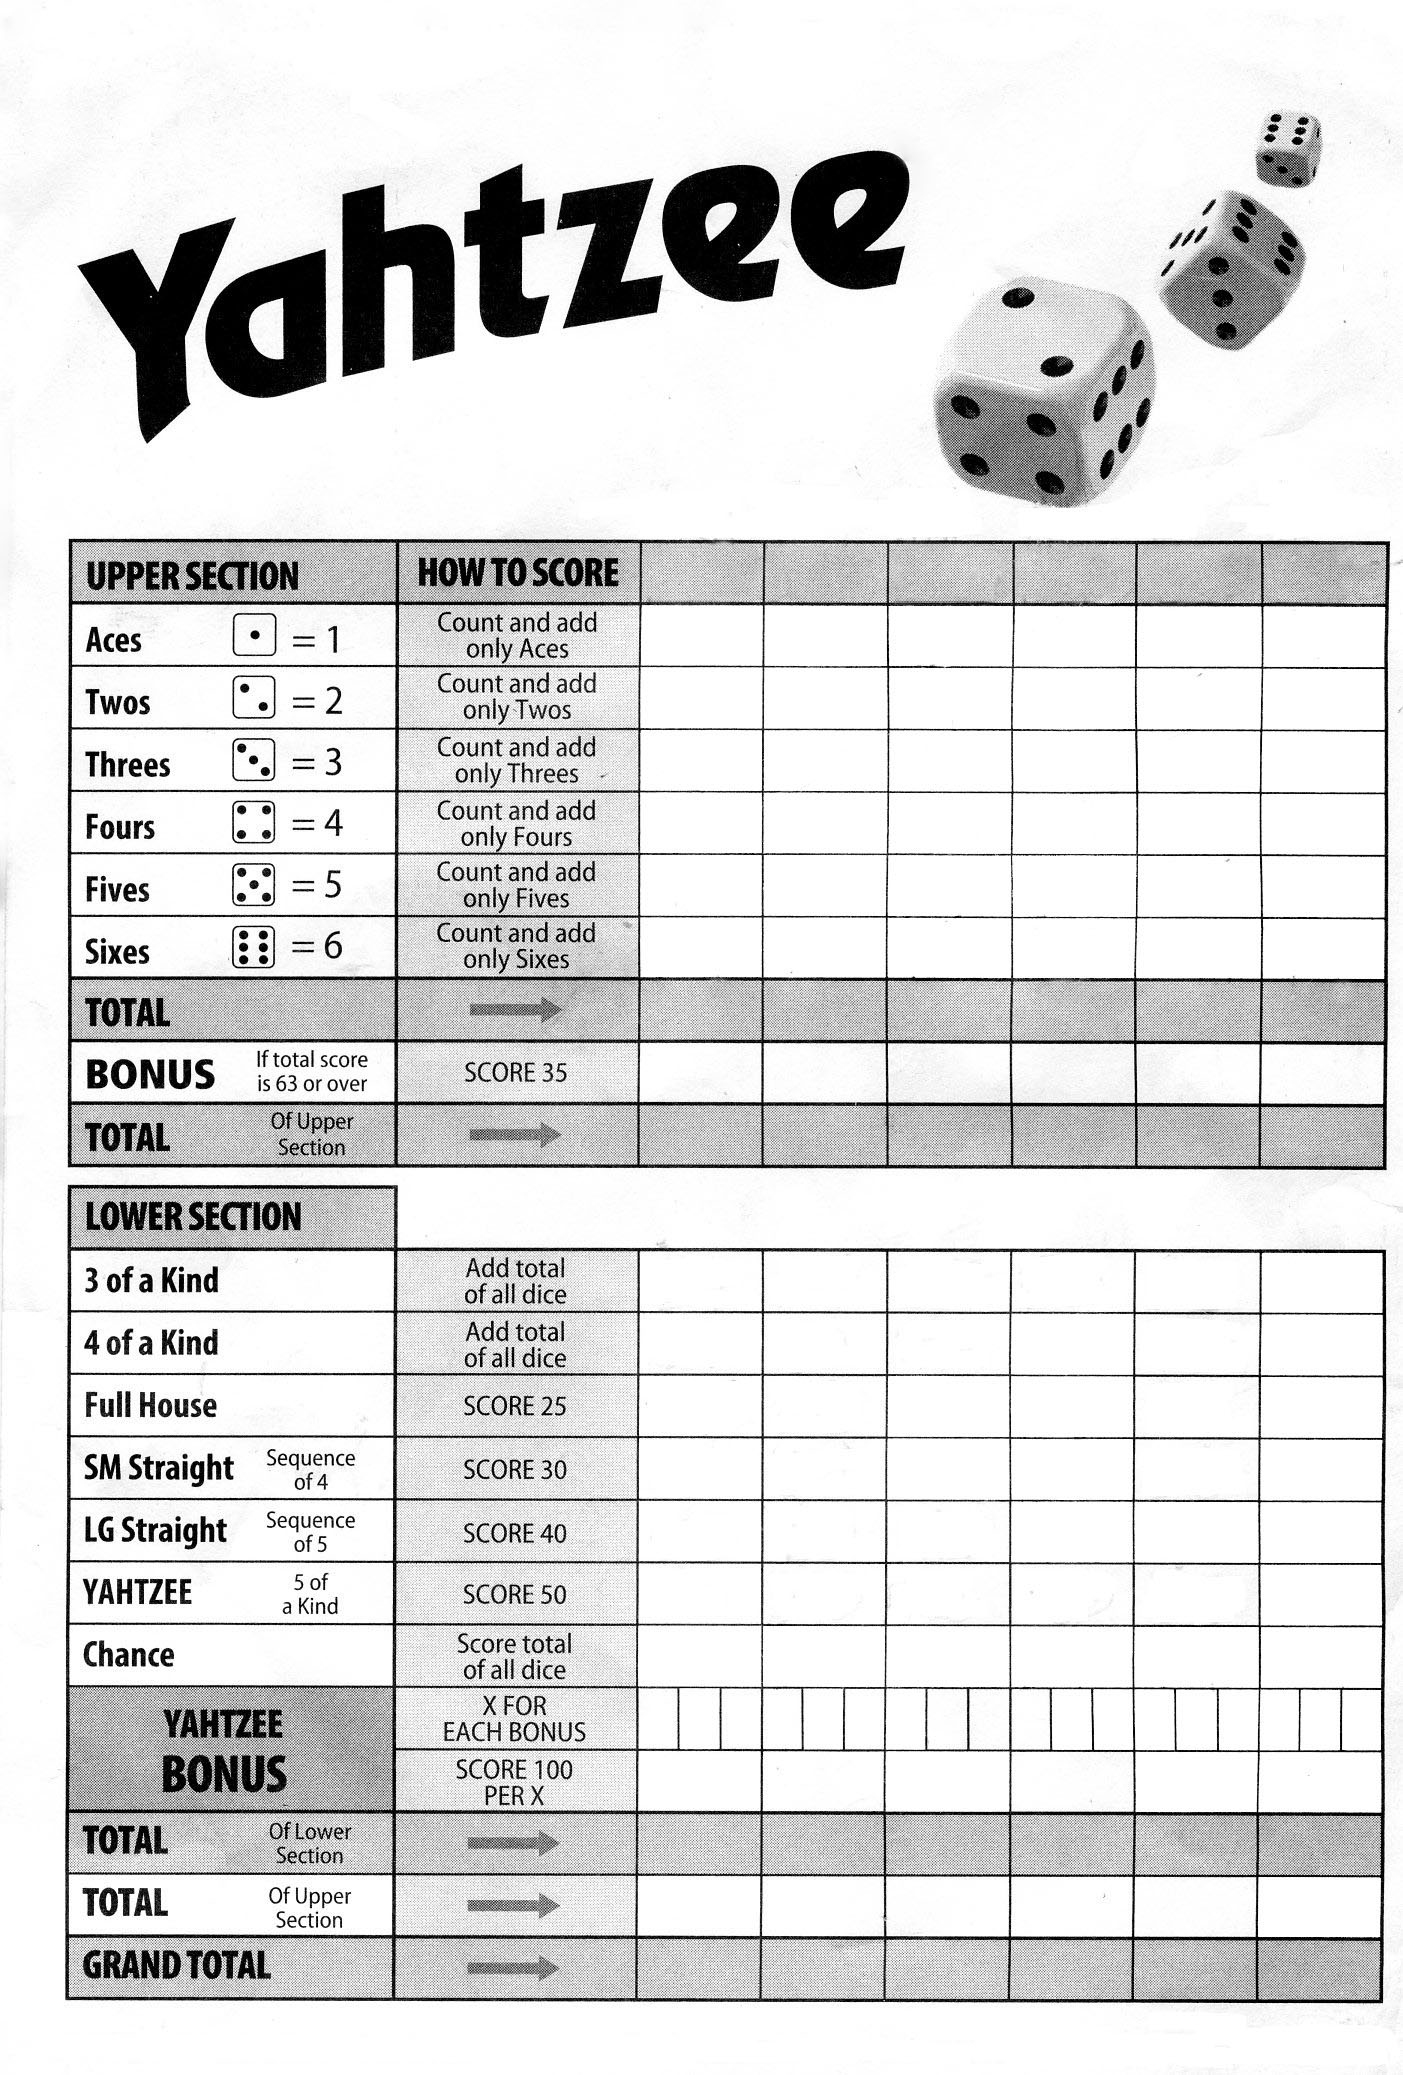 Yahtzee
UPPER SECTION HOW TO SCORE
Aces = 1 Count and add
only Aces
Twos = 2 Count and add
only Twos
Threes = 3 Count and add
only Threes
Fours = 4 Count and add
only Fours
Fives = 5 Count and add
only Fives
Sixes = 6 Count and add
only Sixes
TOTAL
BONUS If total score
is 63 or over SCORE 35
TOTAL Of Upper
Section
LOWER SECTION
3 of a Kind Add total
of all dice
4 of a Kind Add total
of all dice
Full House SCORE 25
SM Straight Sequence
of 4 SCORE 30
LG Straight Sequence
of 5 SCORE 40
YAHTZEE 5 of
a Kind SCORE 50
Chance Score total
of all dice
YAHTZEE
BONUS
X FOR
EACH BONUS
SCORE 100
PER X
TOTAL Of Lower
Section
TOTAL Of Upper
Section
GRAND TOTAL